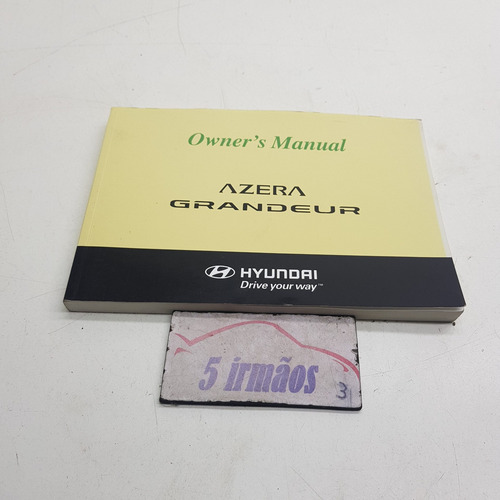 Owner's Manual
AZERA
GRANDEUR
HYUNDAI
Drive your way™
5 irmãos
3